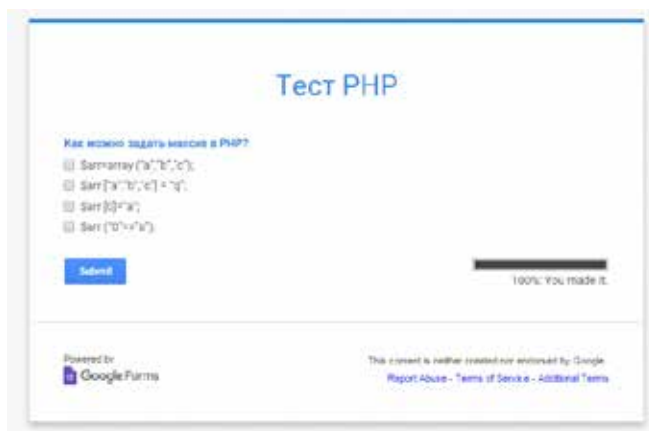 Тест PHP
Как можно задать массив в PHP?
$arr=array ("a","b","c");
$arr ["a","b","c"] = "q";
$arr [0]="a";
$arr ("0"=>"a");
Submit
100%: You made it.
Powered by
Google Forms
This content is neither created nor endorsed by Google.
Report Abuse - Terms of Service - Additional Terms